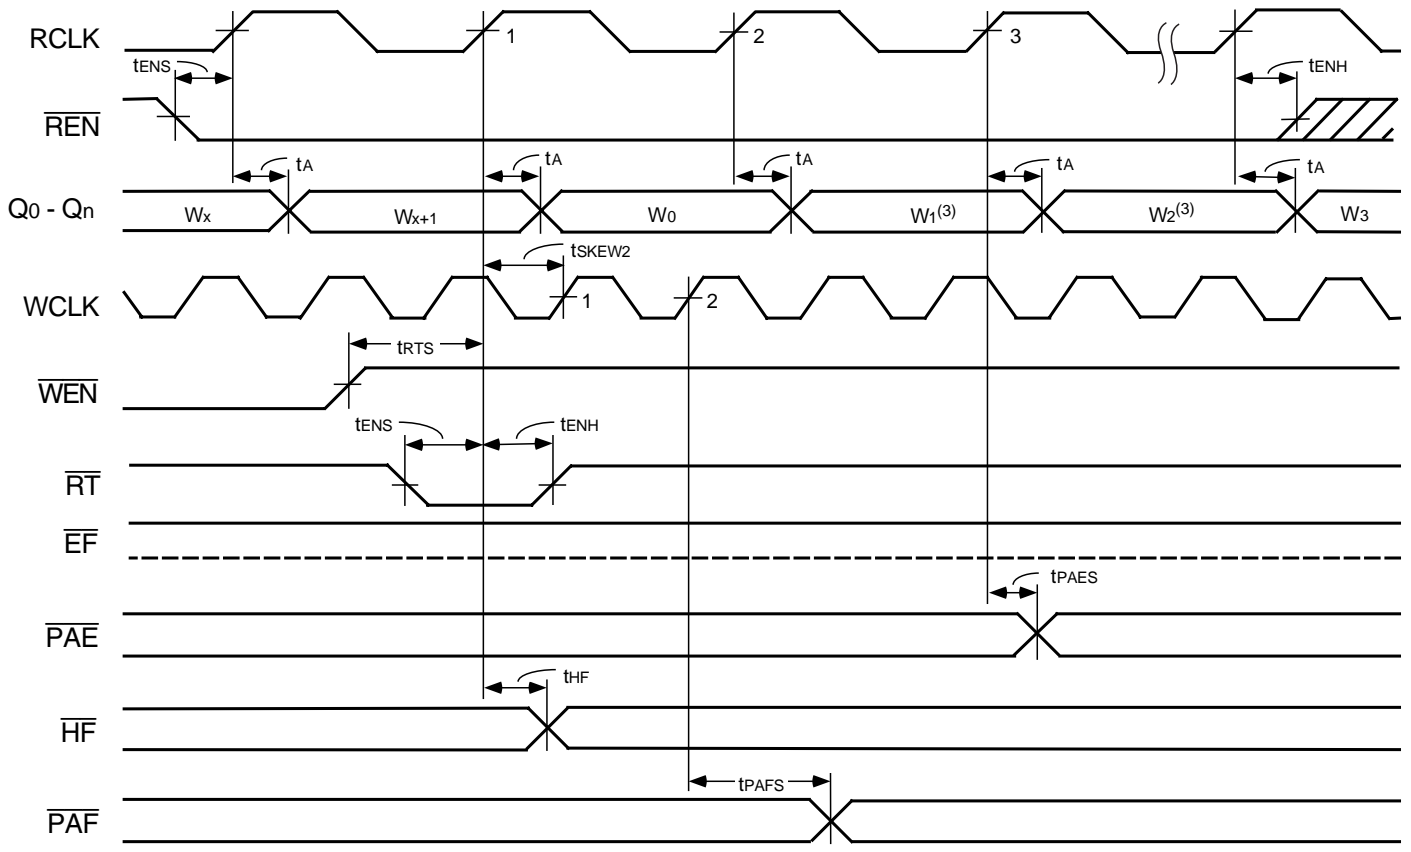 RCLK 1 2 3
tENS tENH
REN
tA tA tA tA tA
Q0 - Qn Wx Wx+1 W0 W1(3) W2(3) W3
tSKEW2
WCLK 1 2
tRTS
WEN
tENS tENH
RT
EF
tPAES
PAE
tHF
HF
tPAFS
PAF